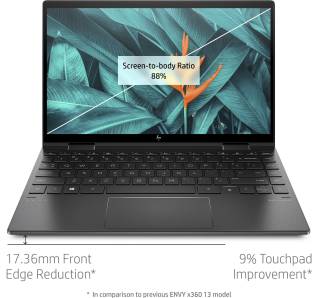 Screen-to-body Ratio
88%
hp
17.36mm Front
Edge Reduction*
9% Touchpad
Improvement*
* In comparison to previous ENVY x360 13 model